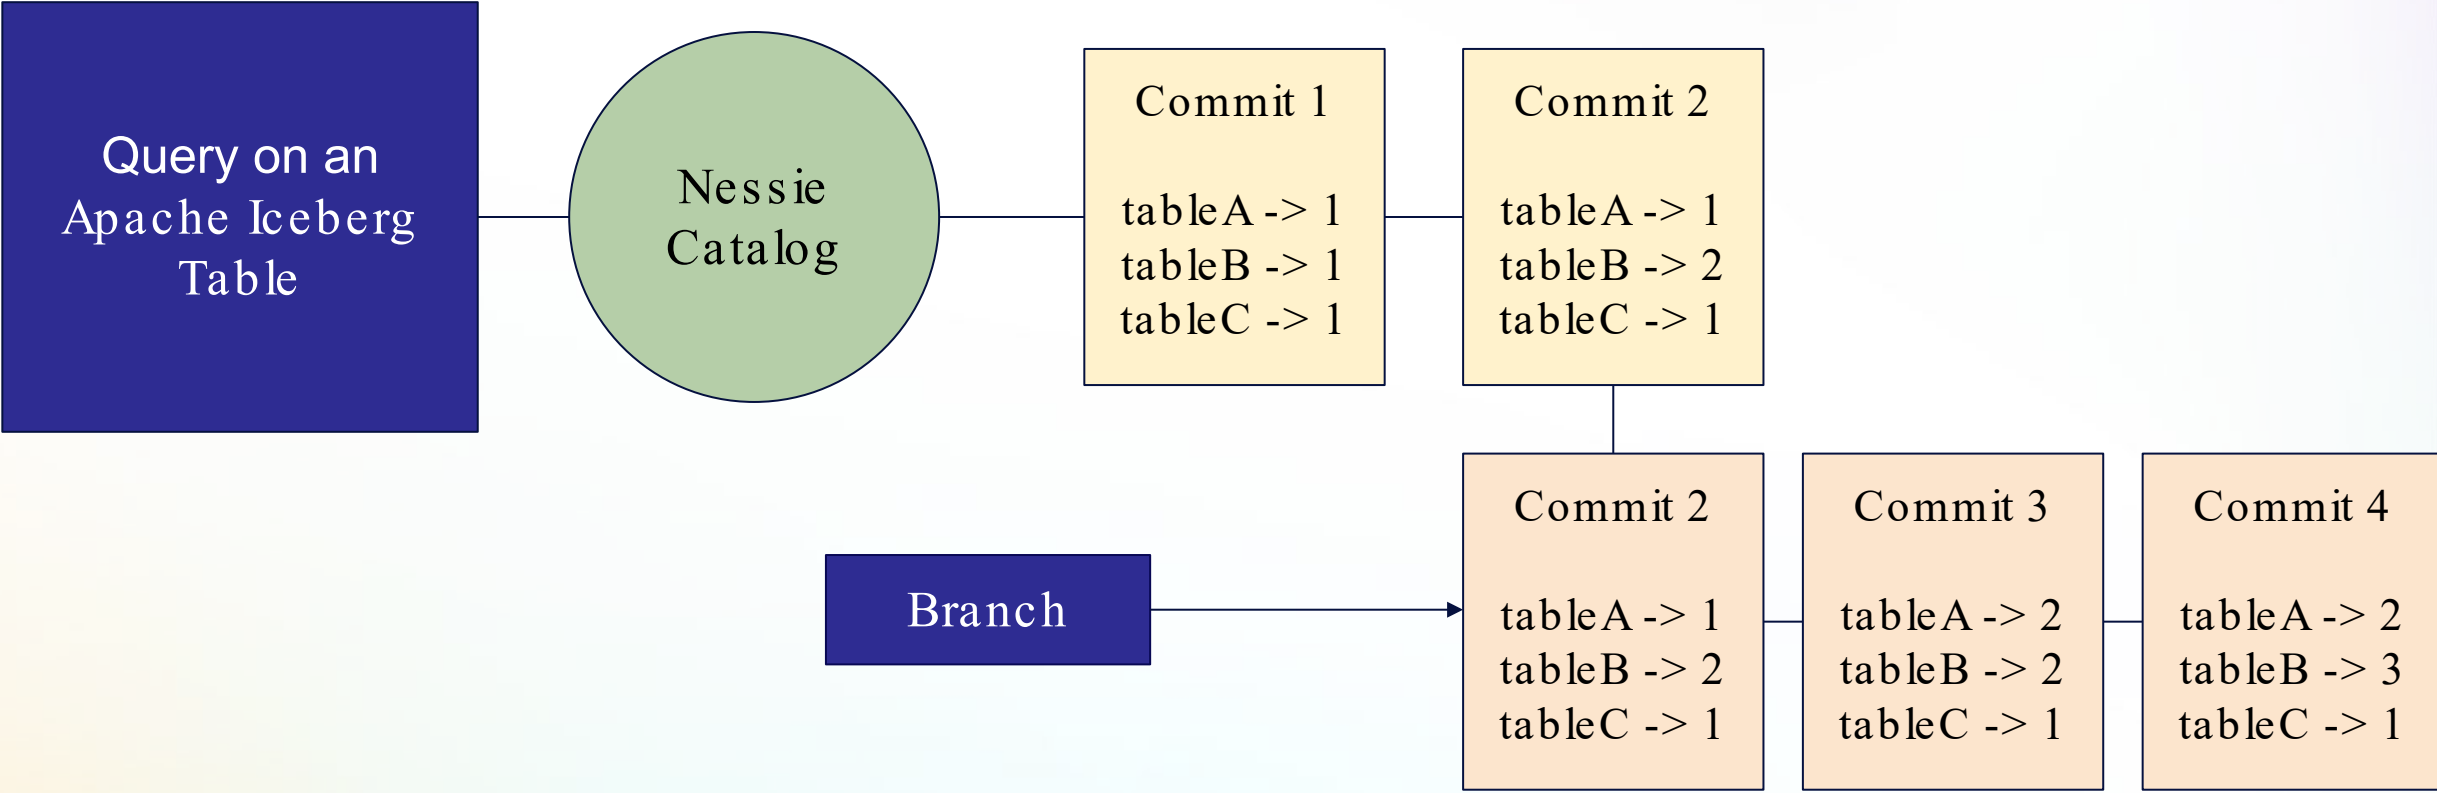 Query on an
Apache Iceberg
Table
Nessie
Catalog
Commit 1
tableA -> 1
tableB -> 1
tableC -> 1
Commit 2
tableA -> 1
tableB -> 2
tableC -> 1
Branch
Commit 2
tableA -> 1
tableB -> 2
tableC -> 1
Commit 3
tableA -> 2
tableB -> 2
tableC -> 1
Commit 4
tableA -> 2
tableB -> 3
tableC -> 1